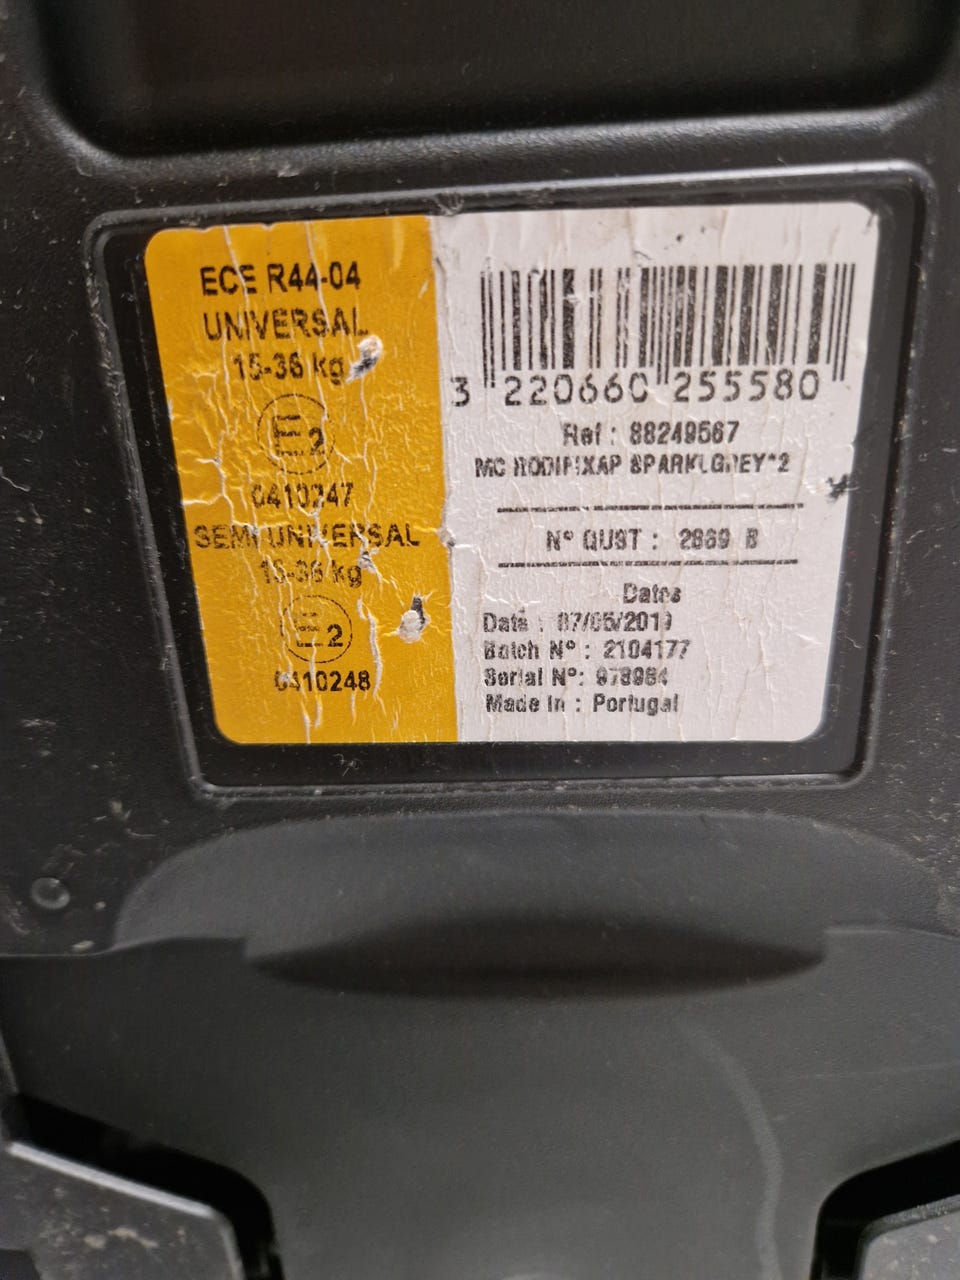 ECE R44-04
UNIVERSAL
15-36 kg
E2
0410247
SEMI UNIVERSAL
15-36 kg
E2
0410248
3 220660 255580
Ref : 88249567
MC RODIFIXAP SPARKLGREY*2
N° QUST : 2869 B
Dates
Date : 07/05/2019
Batch N° : 2104177
Serial N°: 978984
Made In : Portugal